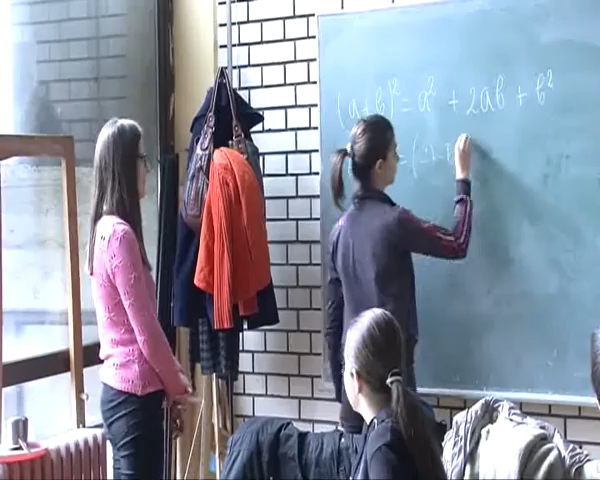 (a+b)² = a² + 2ab + b²